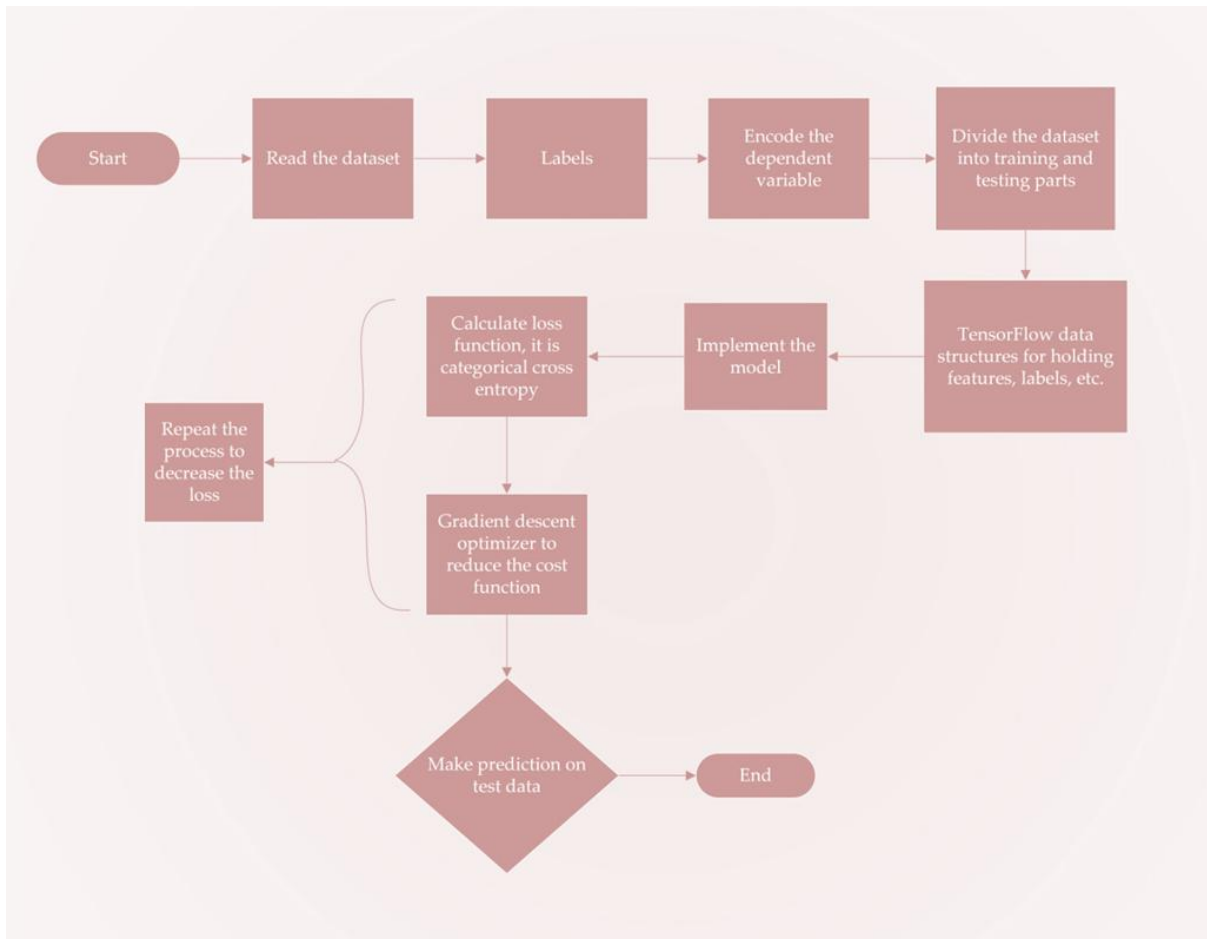 Start
Read the dataset
Labels
Encode the
dependent
variable
Divide the dataset
into training and
testing parts
TensorFlow data
structures for holding
features, labels, etc.
Implement the
model
Calculate loss
function, it is
categorical cross
entropy
Repeat the
process to
decrease the
loss
Gradient descent
optimizer to
reduce the cost
function
Make prediction on
test data
End